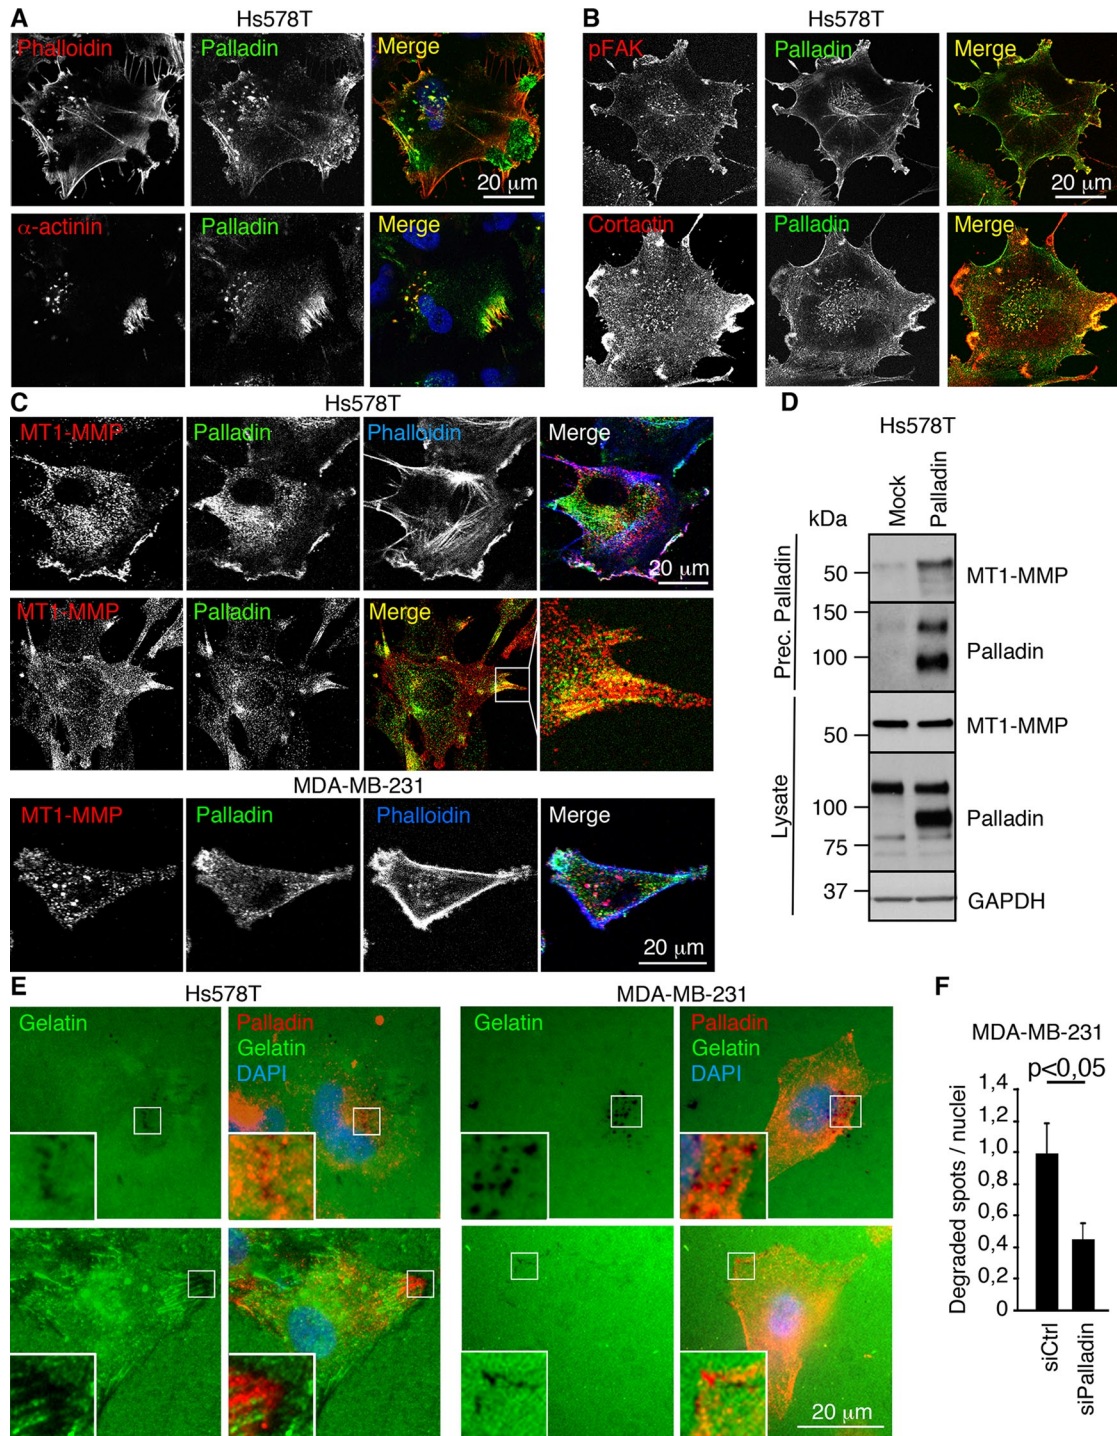 A
Hs578T
Phalloidin
Palladin
Merge
20 μm
α-actinin
Palladin
Merge
B
Hs578T
pFAK
Palladin
Merge
20 μm
Cortactin
Palladin
Merge
C
Hs578T
MT1-MMP
Palladin
Phalloidin
Merge
20 μm
MT1-MMP
Palladin
Merge
MDA-MB-231
MT1-MMP
Palladin
Phalloidin
Merge
20 μm
D
Hs578T
Mock
Palladin
kDa
Prec. Palladin
50
MT1-MMP
150
100
Palladin
Lysate
50
MT1-MMP
100
75
Palladin
37
GAPDH
E
Hs578T
Gelatin
Palladin
Gelatin
DAPI
MDA-MB-231
Gelatin
Palladin
Gelatin
DAPI
20 μm
F
MDA-MB-231
p<0,05
Degraded spots / nuclei
1,4
1,2
1
0,8
0,6
0,4
0,2
0
siCtrl
siPalladin